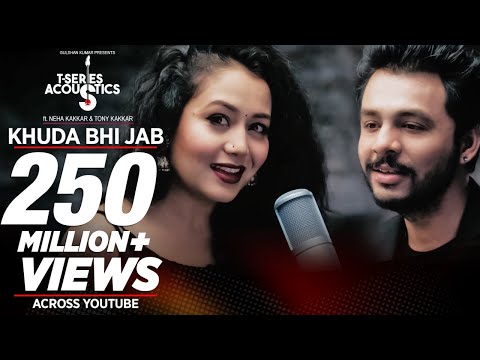 GULSHAN KUMAR PRESENTS
T-SERIES
ACOUSTICS
ft. NEHA KAKKAR & TONY KAKKAR
KHUDA BHI JAB
250
MILLION+
VIEWS
ACROSS YOUTUBE